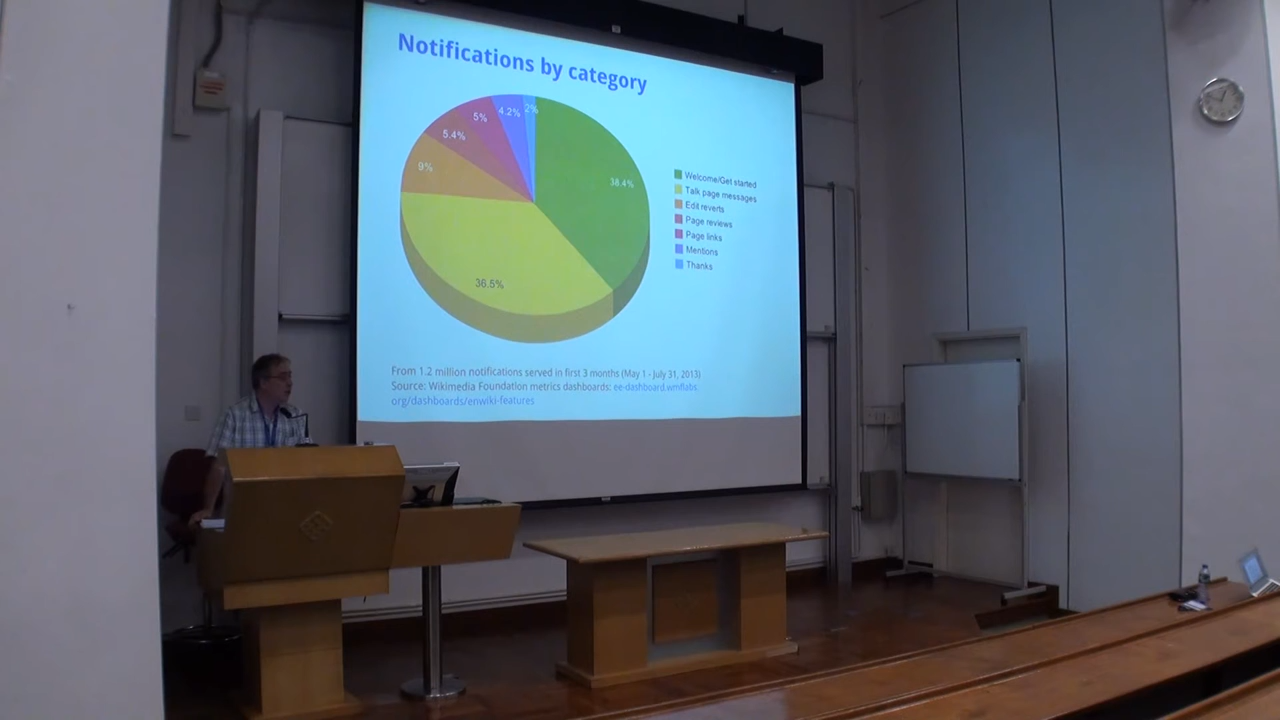 Notifications by category
2%
4.2%
5%
5.4%
9%
38.4%
36.5%
Welcome/Get started
Talk page messages
Edit reverts
Page reviews
Page links
Mentions
Thanks
From 1.2 million notifications served in first 3 months (May 1 - July 31, 2013)
Source: Wikimedia Foundation metrics dashboards: ee-dashboard.wmflabs.
org/dashboards/enwiki-features